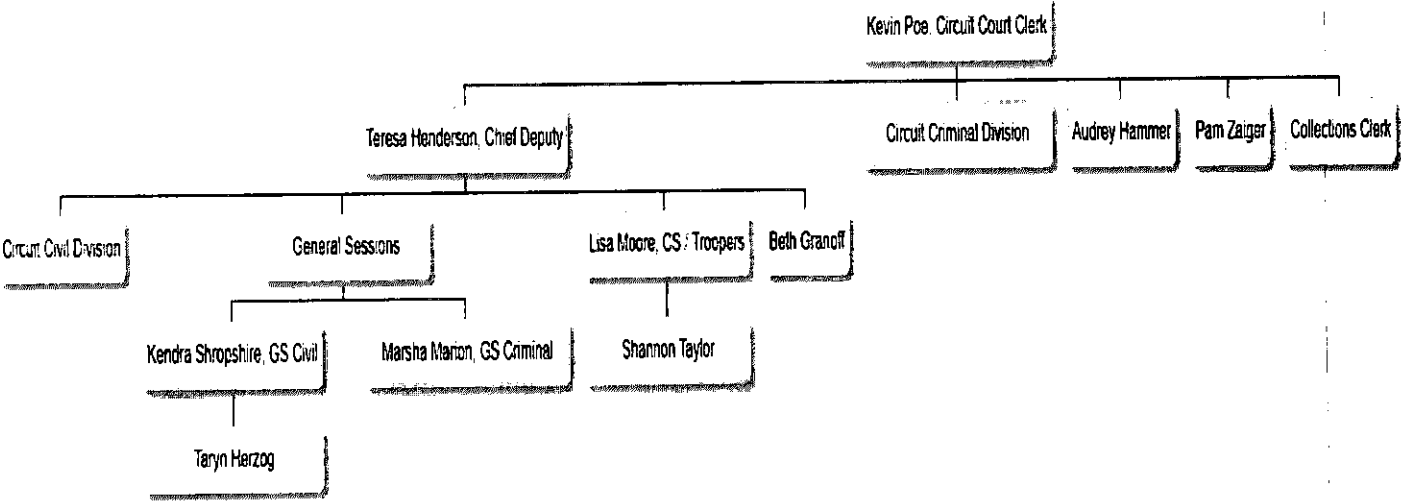 Kevin Poe, Circuit Court Clerk
Teresa Henderson, Chief Deputy
Circuit Criminal Division
Audrey Hammer
Pam Zaiger
Collections Clerk
Circuit Civil Division
General Sessions
Lisa Moore, CS / Troopers
Beth Granoff
Kendra Shropshire, GS Civil
Marsha Marion, GS Criminal
Shannon Taylor
Taryn Herzog